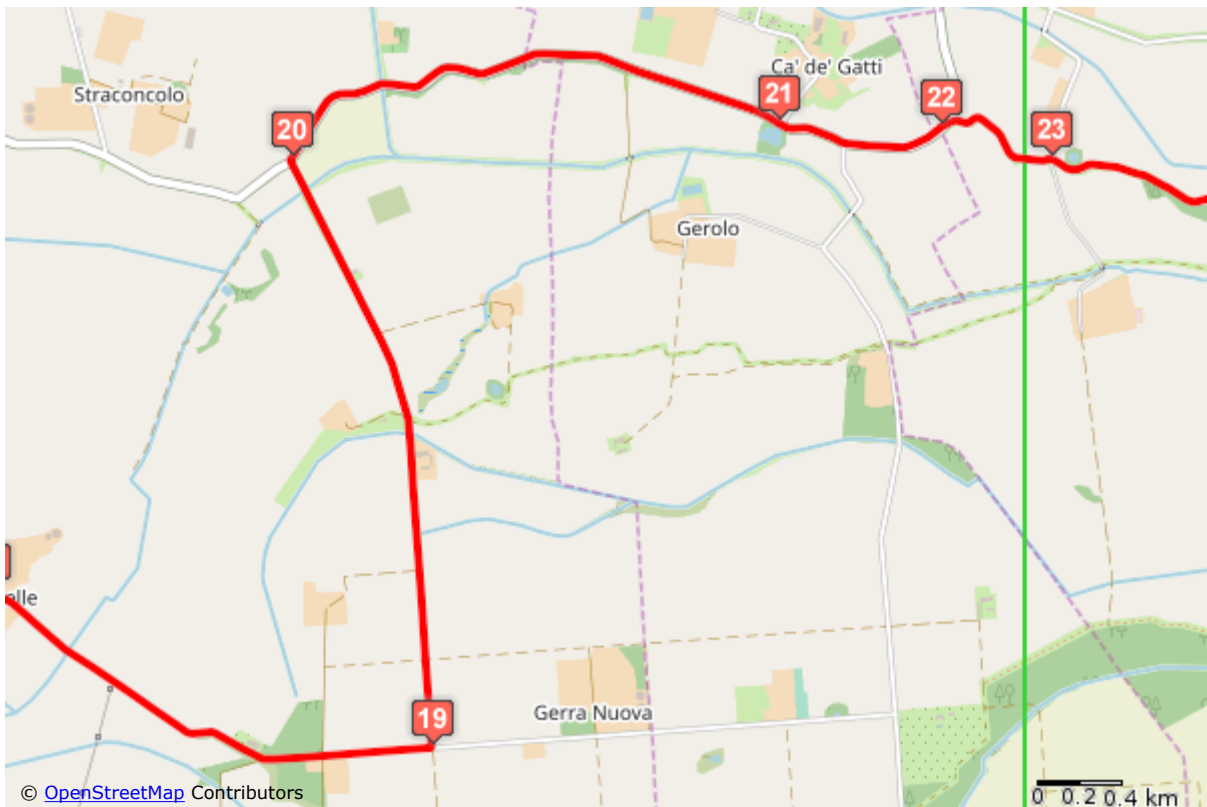 Ca' de' Gatti
Straconcolo
21
22
20
23
Gerolo
elle
19
Gerra Nuova
© OpenStreetMap Contributors
0 0.2 0.4 km